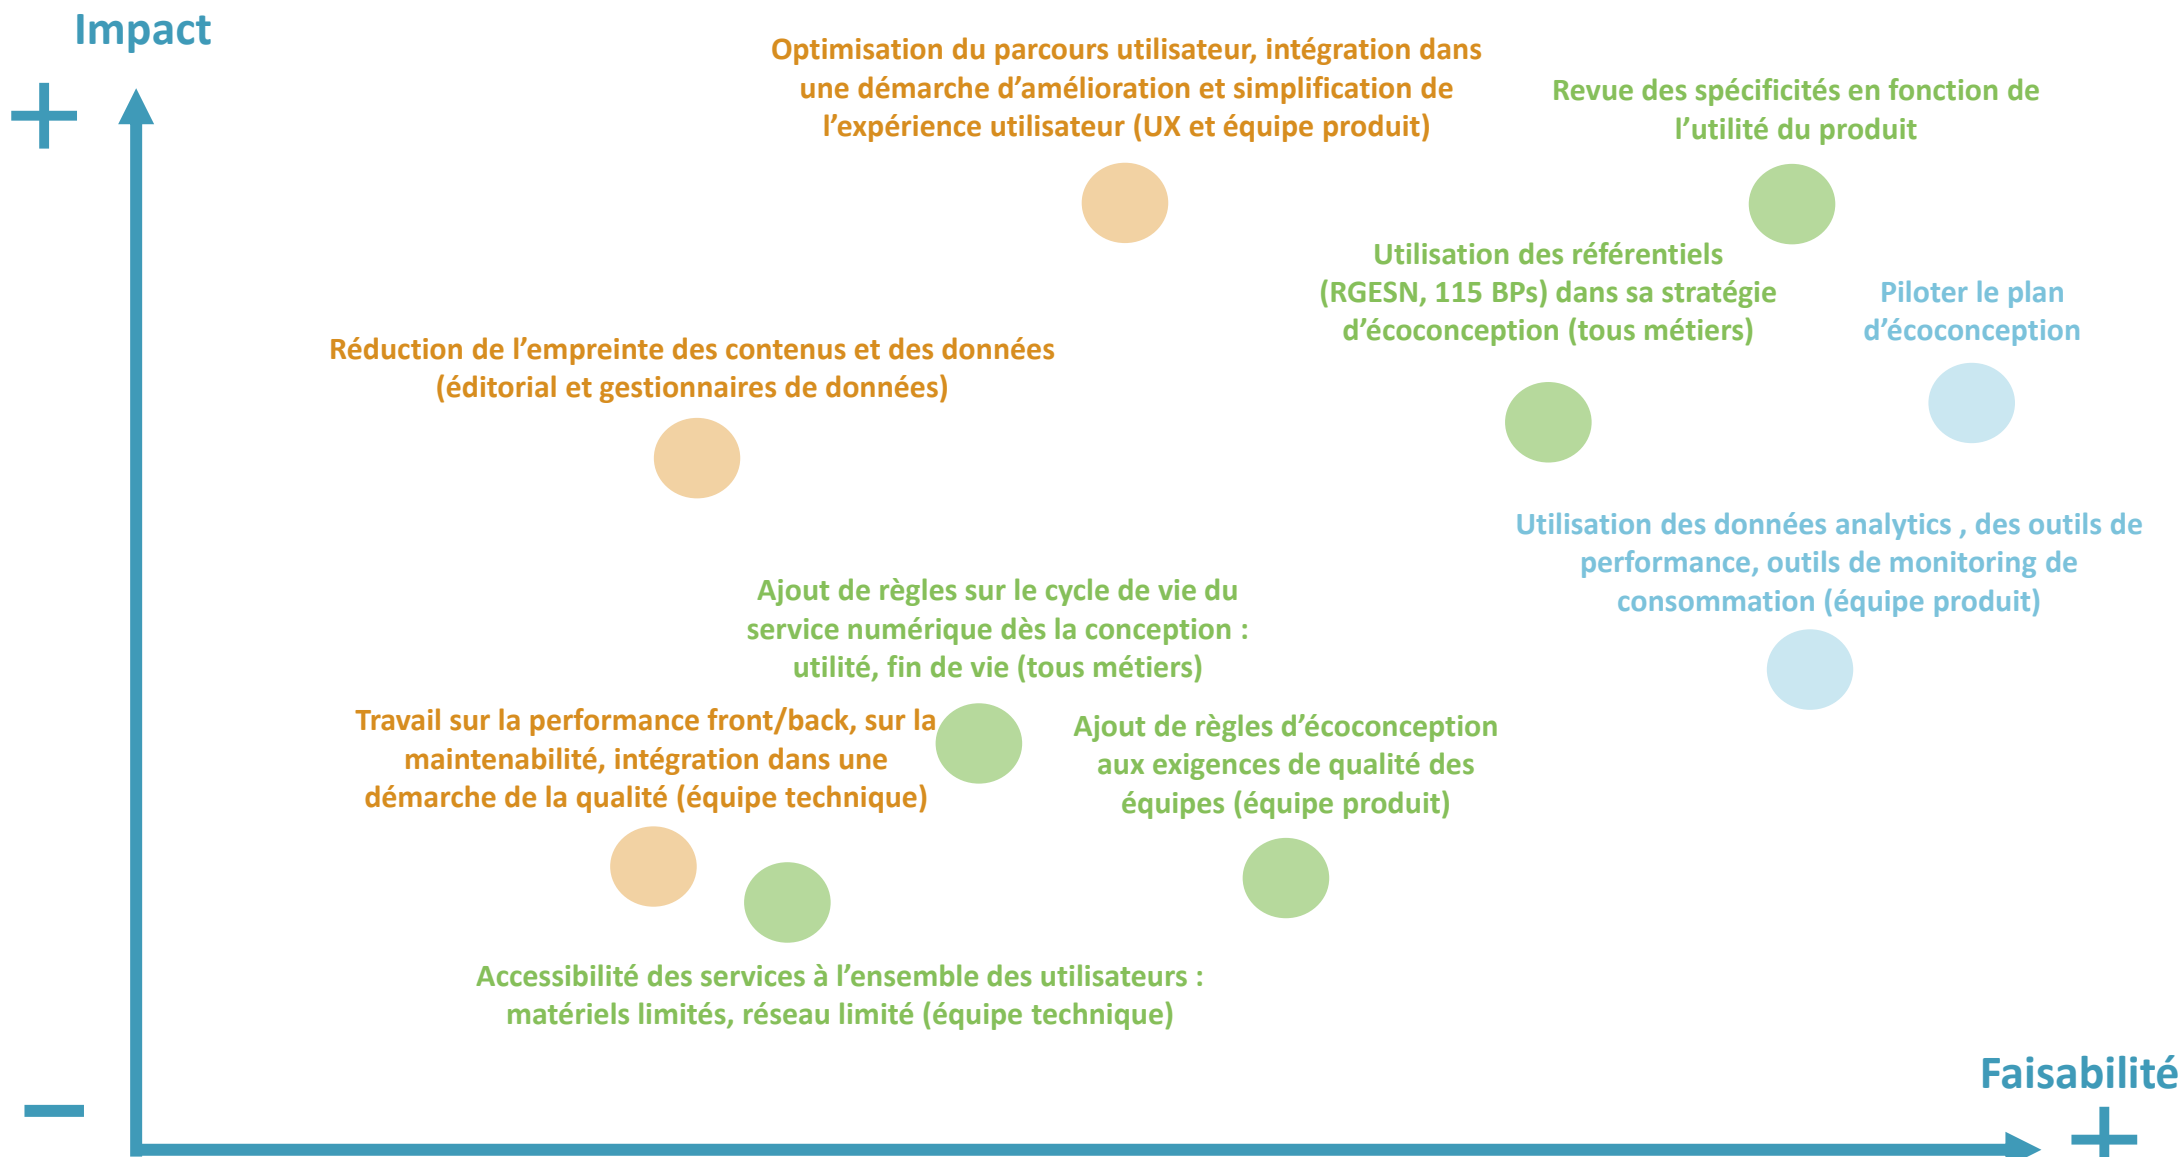 Impact
+
Optimisation du parcours utilisateur, intégration dans
une démarche d’amélioration et simplification de
l’expérience utilisateur (UX et équipe produit)
Revue des spécificités en fonction de
l’utilité du produit
Utilisation des référentiels
(RGESN, 115 BPs) dans sa stratégie
d’écoconception (tous métiers)
Piloter le plan
d’écoconception
Réduction de l’empreinte des contenus et des données
(éditorial et gestionnaires de données)
Utilisation des données analytics , des outils de
performance, outils de monitoring de
consommation (équipe produit)
Ajout de règles sur le cycle de vie du
service numérique dès la conception :
utilité, fin de vie (tous métiers)
Travail sur la performance front/back, sur la
maintenabilité, intégration dans une
démarche de la qualité (équipe technique)
Ajout de règles d’écoconception
aux exigences de qualité des
équipes (équipe produit)
Accessibilité des services à l’ensemble des utilisateurs :
matériels limités, réseau limité (équipe technique)
Faisabilité
−
+